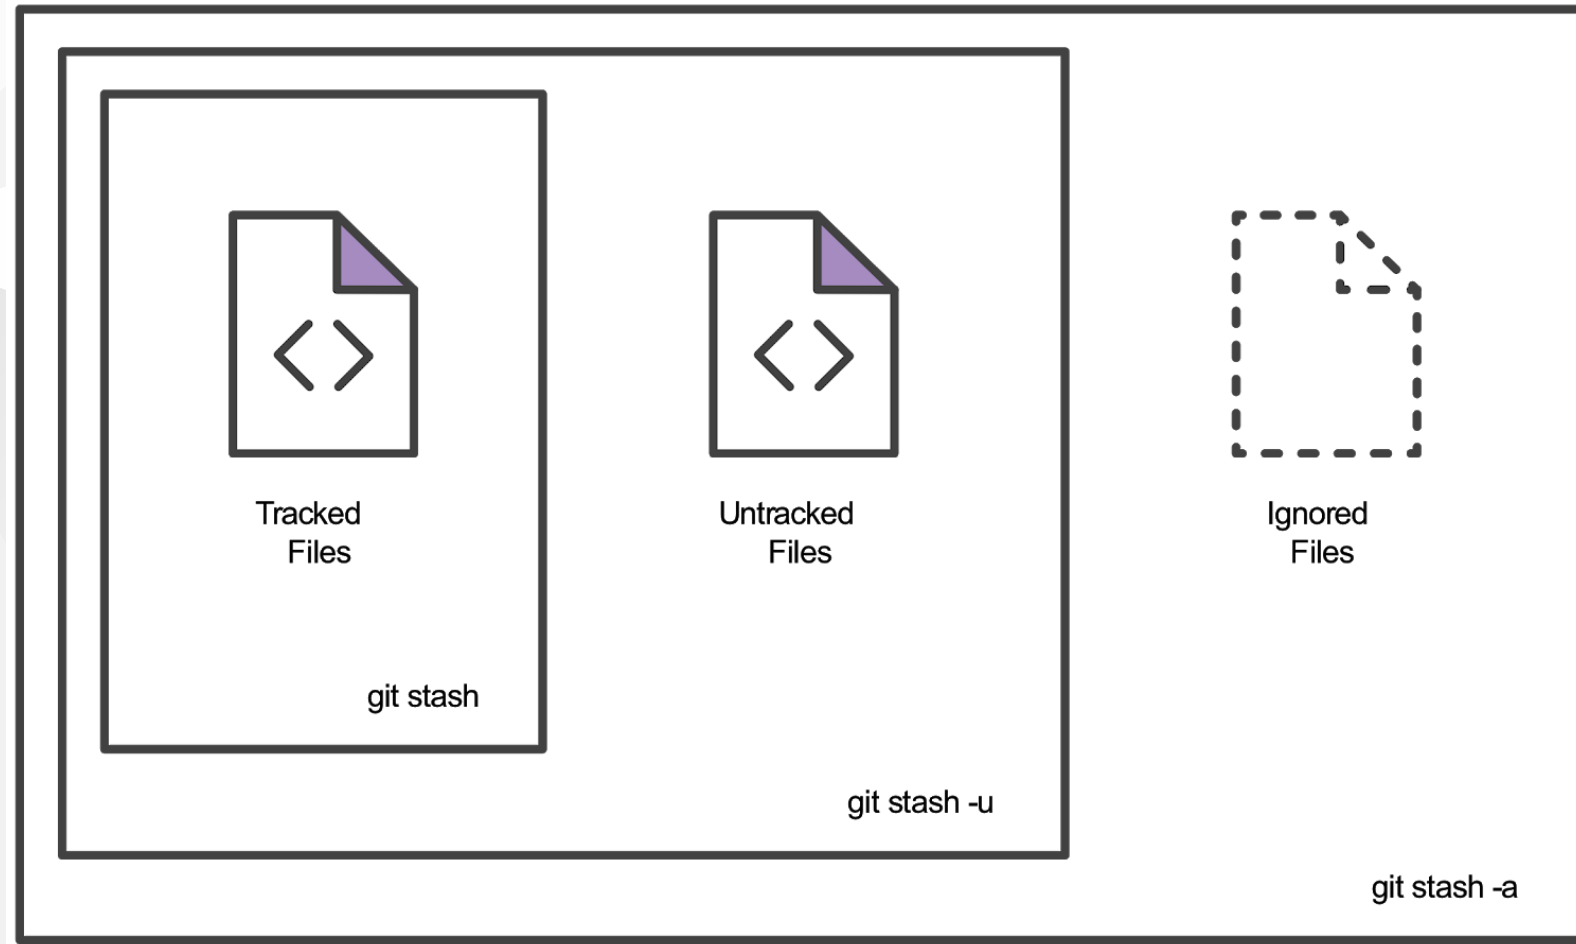 Tracked
Files
Untracked
Files
Ignored
Files
git stash
git stash -u
git stash -a